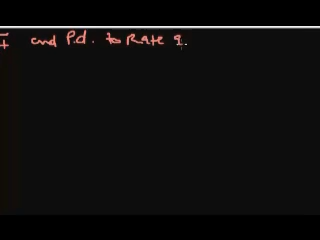 I and P.d. to Rate q.